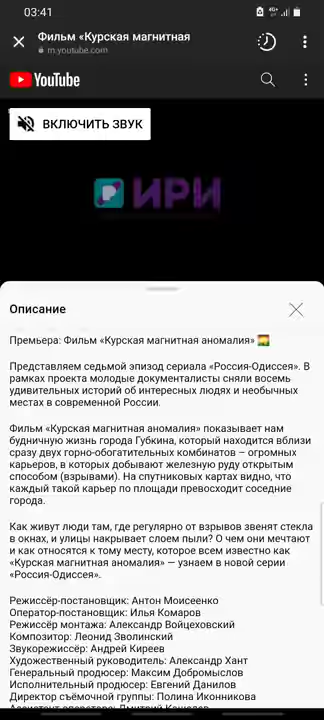 03:41
Фильм «Курская магнитная
m.youtube.com
YouTube
ВКЛЮЧИТЬ ЗВУК
ИРИ
Описание
Премьера: Фильм «Курская магнитная аномалия»
Представляем седьмой эпизод сериала «Россия-Одиссея». В
рамках проекта молодые документалисты сняли восемь
удивительных историй об интересных людях и необычных
местах в современной России.
Фильм «Курская магнитная аномалия» показывает нам
будничную жизнь города Губкина, который находится вблизи
сразу двух горно-обогатительных комбинатов – огромных
карьеров, в которых добывают железную руду открытым
способом (взрывами). На спутниковых картах видно, что
каждый такой карьер по площади превосходит соседние
города.
Как живут люди там, где регулярно от взрывов звенят стекла
в окнах, и улицы накрывает слоем пыли? О чем они мечтают
и как относятся к тому месту, которое всем известно как
«Курская магнитная аномалия» — узнаем в новой серии
«Россия-Одиссея».
Режиссёр-постановщик: Антон Моисеенко
Оператор-постановщик: Илья Комаров
Режиссёр монтажа: Александр Войцеховский
Композитор: Леонид Зволинский
Звукорежиссёр: Андрей Киреев
Художественный руководитель: Александр Хант
Генеральный продюсер: Максим Добромыслов
Исполнительный продюсер: Евгений Данилов
Директор съёмочной группы: Полина Иконникова